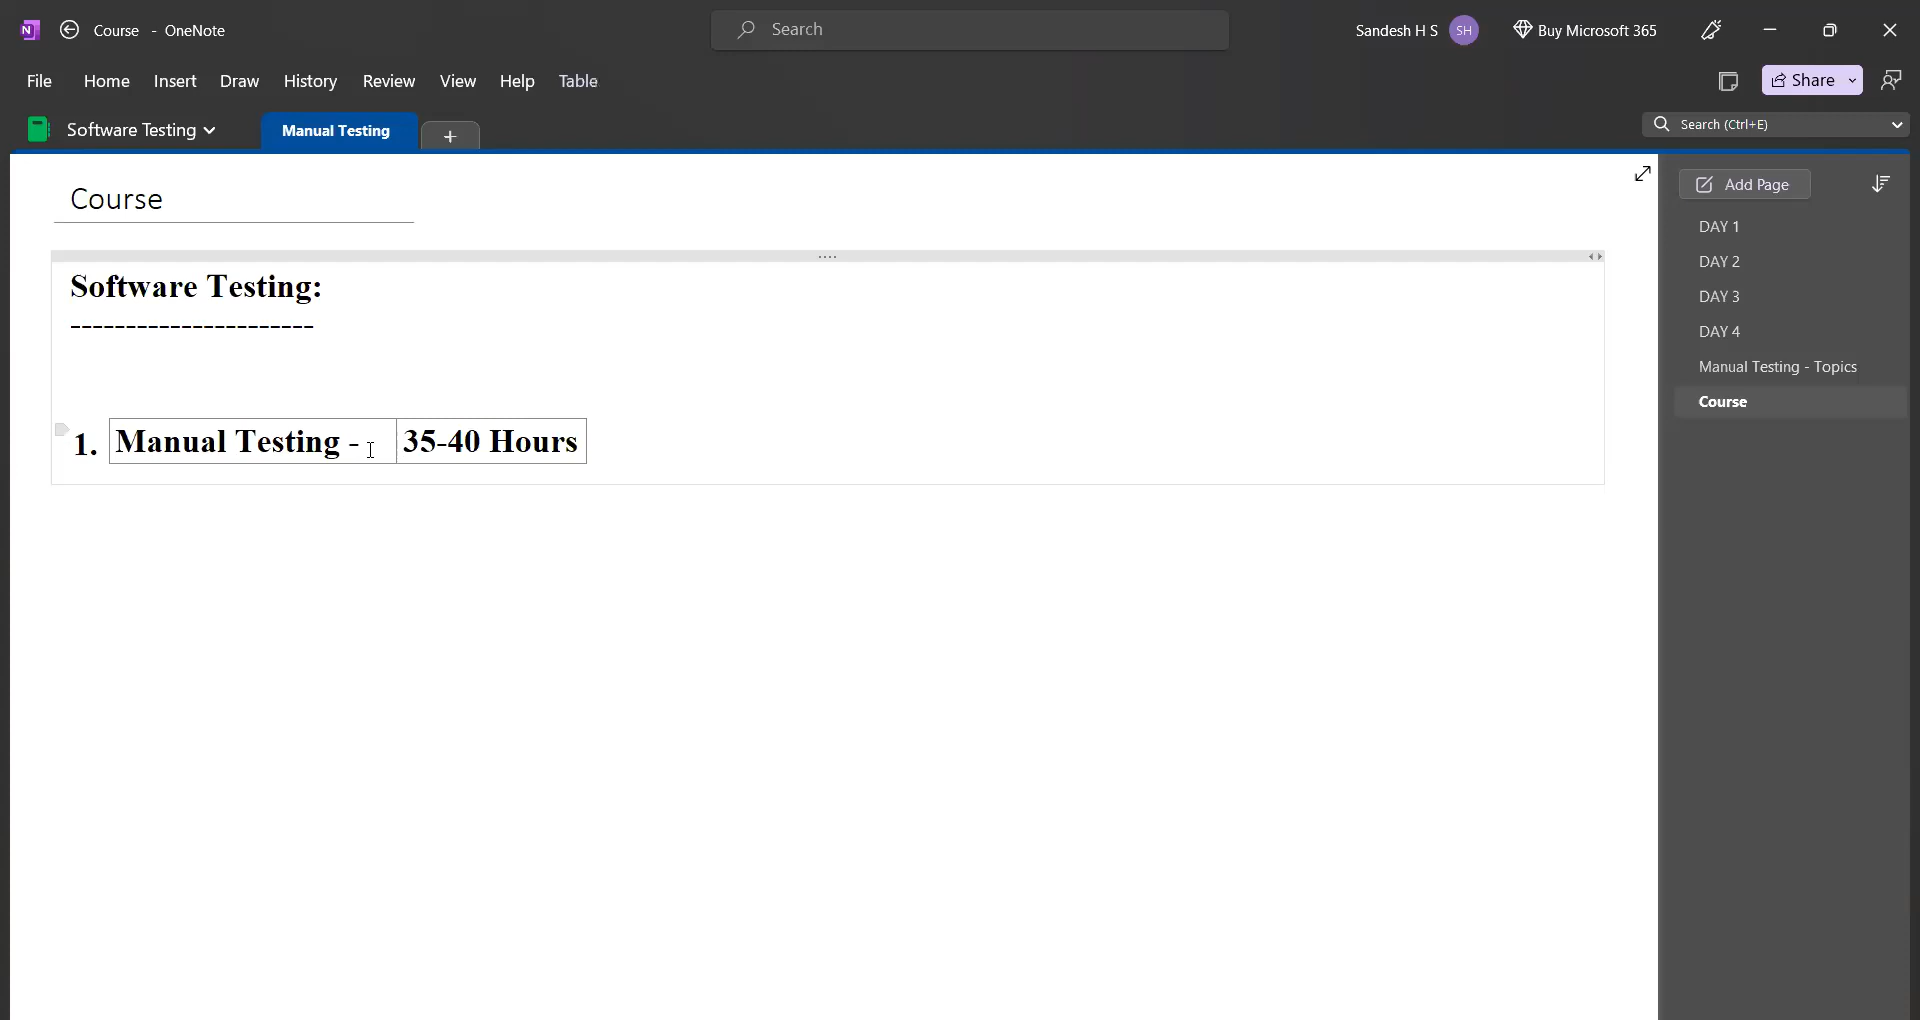 Course - OneNote
Search
Sandesh H S
SH
Buy Microsoft 365
File Home Insert Draw History Review View Help Table
Share
Software Testing
Manual Testing
+
Search (Ctrl+E)
Course
Software Testing:
----------------------
1. Manual Testing - 35-40 Hours
Add Page
DAY 1
DAY 2
DAY 3
DAY 4
Manual Testing - Topics
Course